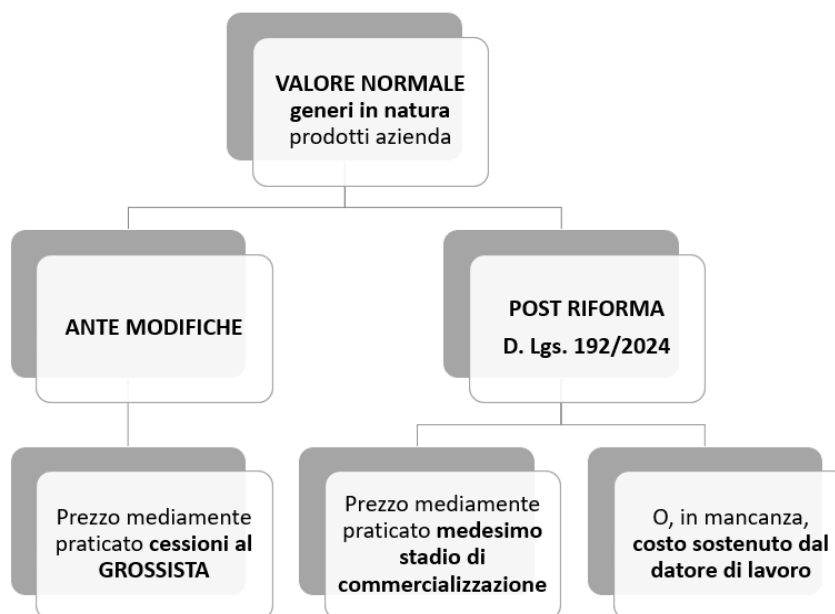 VALORE NORMALE
generi in natura
prodotti azienda
ANTE MODIFICHE
POST RIFORMA
D. Lgs. 192/2024
Prezzo mediamente
praticato cessioni al
GROSSISTA
Prezzo mediamente
praticato medesimo
stadio di
commercializzazione
O, in mancanza,
costo sostenuto dal
datore di lavoro